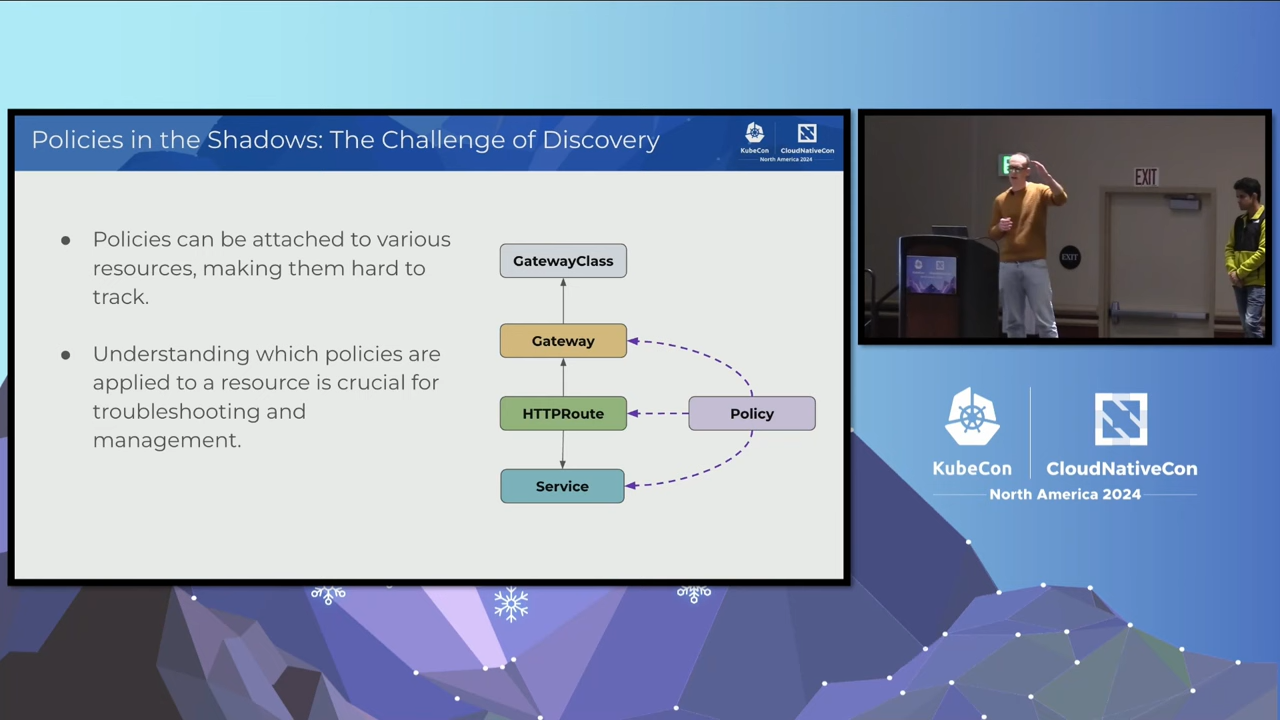 Policies in the Shadows: The Challenge of Discovery
KubeCon
CloudNativeCon
North America 2024
● Policies can be attached to various
resources, making them hard to
track.
● Understanding which policies are
applied to a resource is crucial for
troubleshooting and
management.
GatewayClass
Gateway
HTTPRoute
Policy
Service
EXIT
EXIT
KubeCon
CloudNativeCon
North America 2024